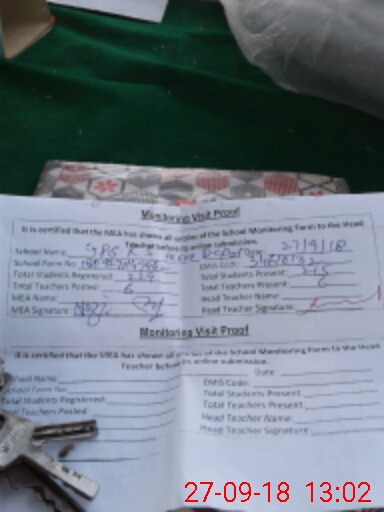 Monitoring Visit Proof
It is certified that the MEA has shown all copies of the School Monitoring Form to the Head
Teacher before online submission.
School Name: GPS Date: 27/9/18
School Form No: EMIS Code:
Total Students Registered: Total Students Present:
Total Teachers Posted: 6 Total Teachers Present: 6
MEA Name: Head Teacher Name:
MEA Signature: Head Teacher Signature:
Monitoring Visit Proof
It is certified that the MEA has shown all copies of the School Monitoring Form to the Head
Teacher before online submission.
School Name: Date:
School Form No: EMIS Code:
Total Students Registered: Total Students Present:
Total Teachers Posted: Total Teachers Present:
Head Teacher Name:
Head Teacher Signature:
27-09-18 13:02